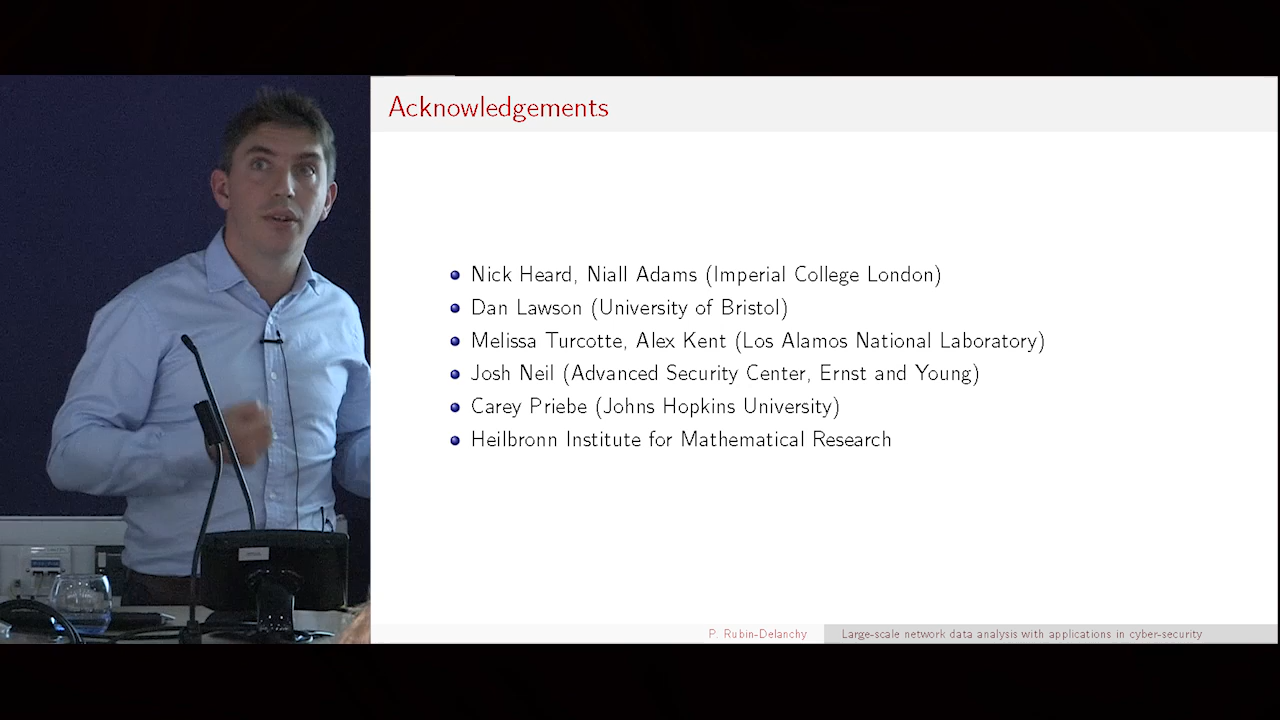 Acknowledgements
Nick Heard, Niall Adams (Imperial College London)
Dan Lawson (University of Bristol)
Melissa Turcotte, Alex Kent (Los Alamos National Laboratory)
Josh Neil (Advanced Security Center, Ernst and Young)
Carey Priebe (Johns Hopkins University)
Heilbronn Institute for Mathematical Research
P. Rubin-Delanchy
Large-scale network data analysis with applications in cyber-security